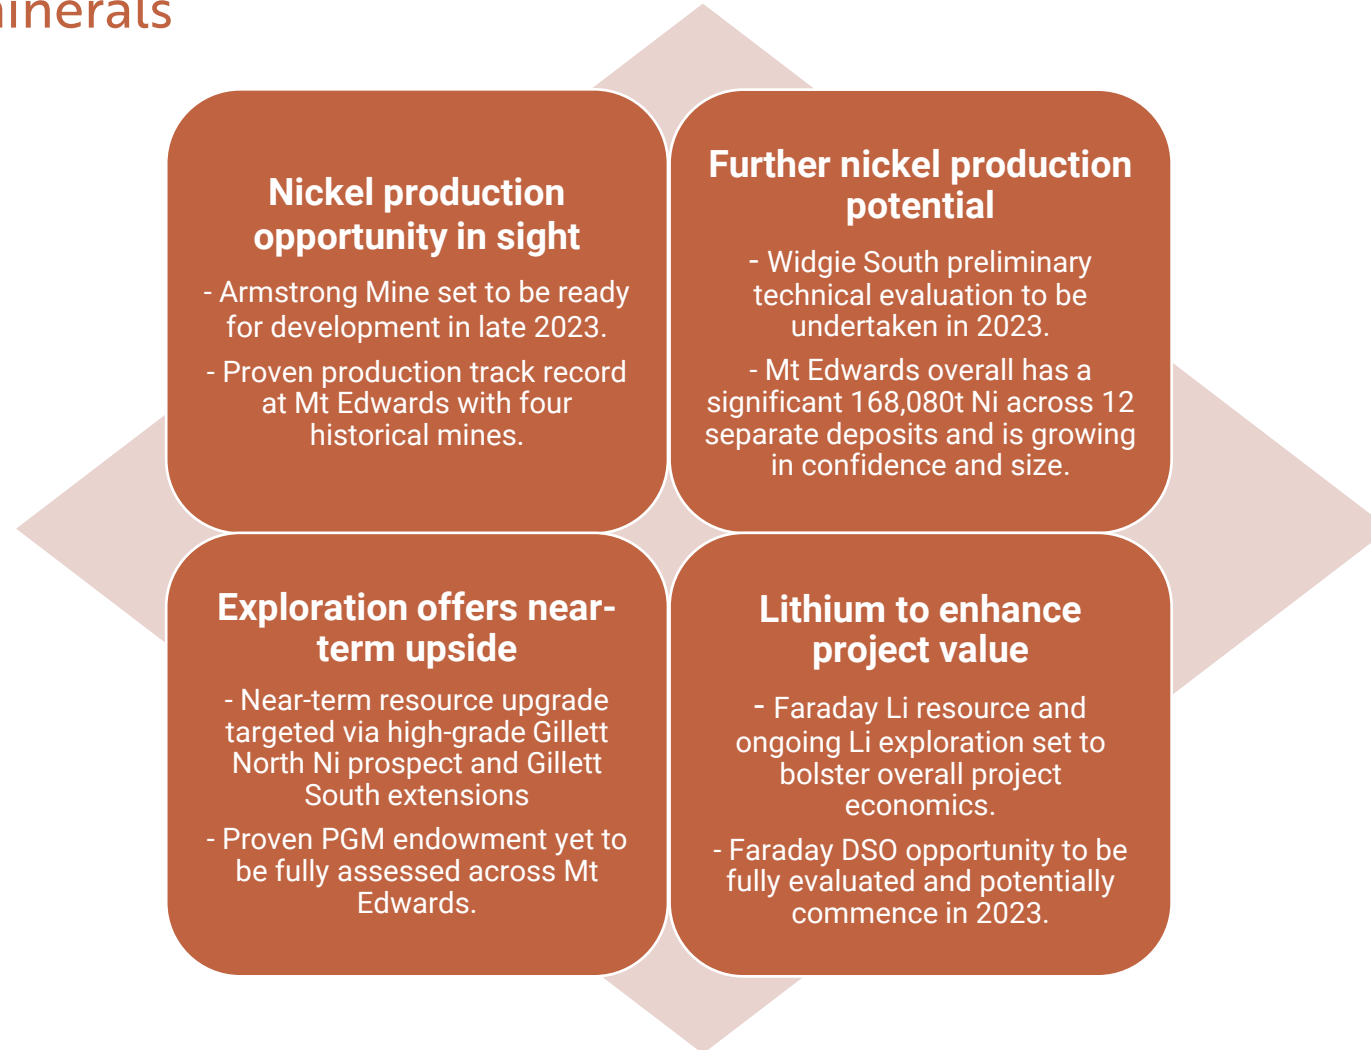 Nickel production
opportunity in sight
- Armstrong Mine set to be ready
for development in late 2023.
- Proven production track record
at Mt Edwards with four
historical mines.
Further nickel production
potential
- Widgie South preliminary
technical evaluation to be
undertaken in 2023.
- Mt Edwards overall has a
significant 168,080t Ni across 12
separate deposits and is growing
in confidence and size.
Exploration offers near-
term upside
- Near-term resource upgrade
targeted via high-grade Gillett
North Ni prospect and Gillett
South extensions
- Proven PGM endowment yet to
be fully assessed across Mt
Edwards.
Lithium to enhance
project value
- Faraday Li resource and
ongoing Li exploration set to
bolster overall project
economics.
- Faraday DSO opportunity to be
fully evaluated and potentially
commence in 2023.